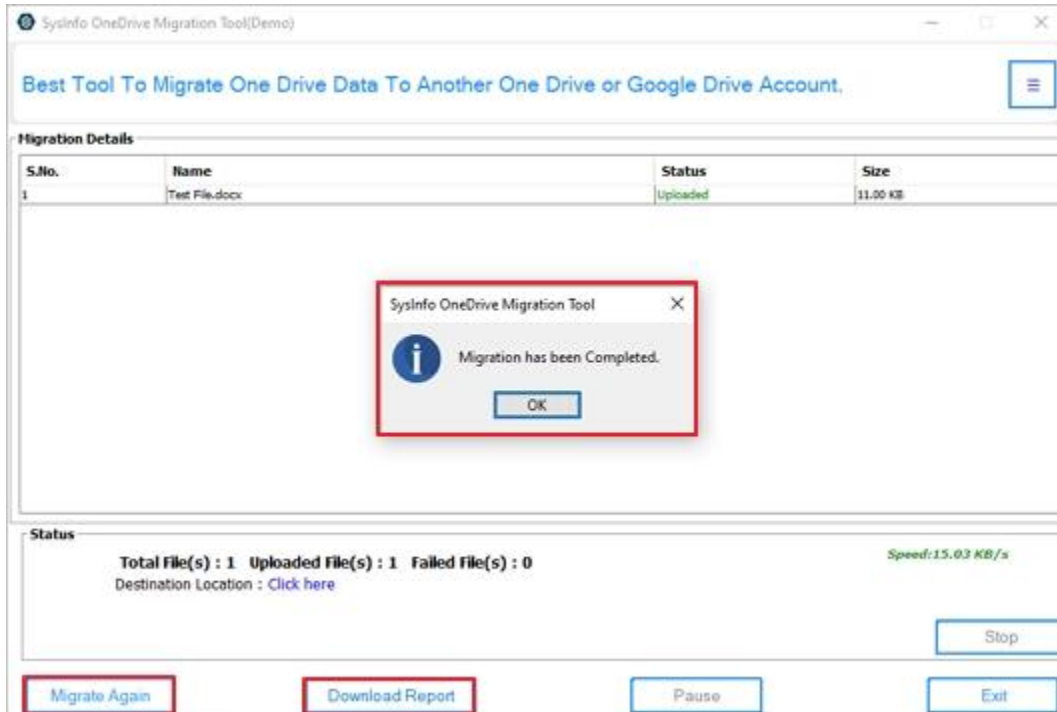 SysInfo OneDrive Migration Tool(Demo)
Best Tool To Migrate One Drive Data To Another One Drive or Google Drive Account.
Migration Details
S.No. Name Status Size
1 Test File.docx Uploaded 11.00 KB
SysInfo OneDrive Migration Tool
Migration has been Completed.
OK
Status
Total File(s) : 1 Uploaded File(s) : 1 Failed File(s) : 0
Speed:15.03 KB/s
Destination Location : Click here
Stop
Migrate Again Download Report Pause Exit